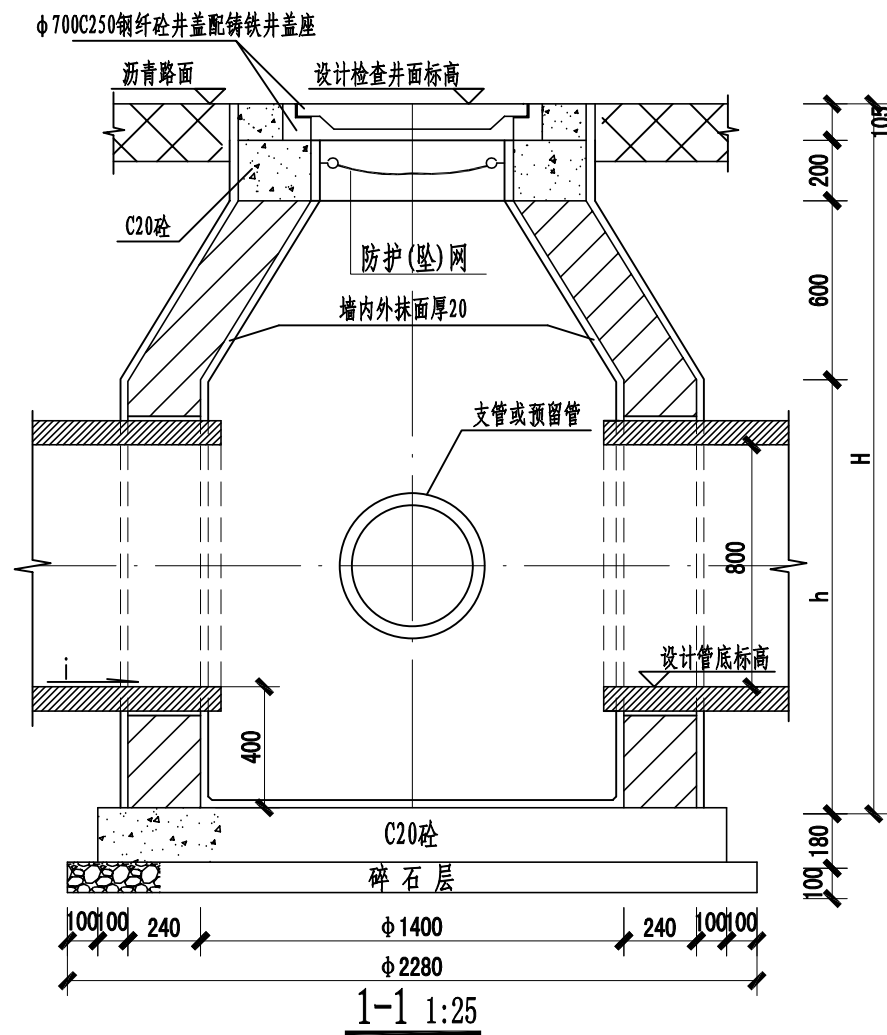 ф700C250钢纤砼井盖配铸铁井盖座
沥青路面
设计检查井面标高
105
200
C20砼
防护(坠)网
600
墙内外抹面厚20
支管或预留管
H
800
h
设计管底标高
i
400
C20砼
180
碎石层
100
100 100 240 ф1400 240 100 100
ф2280
1-1 1:25